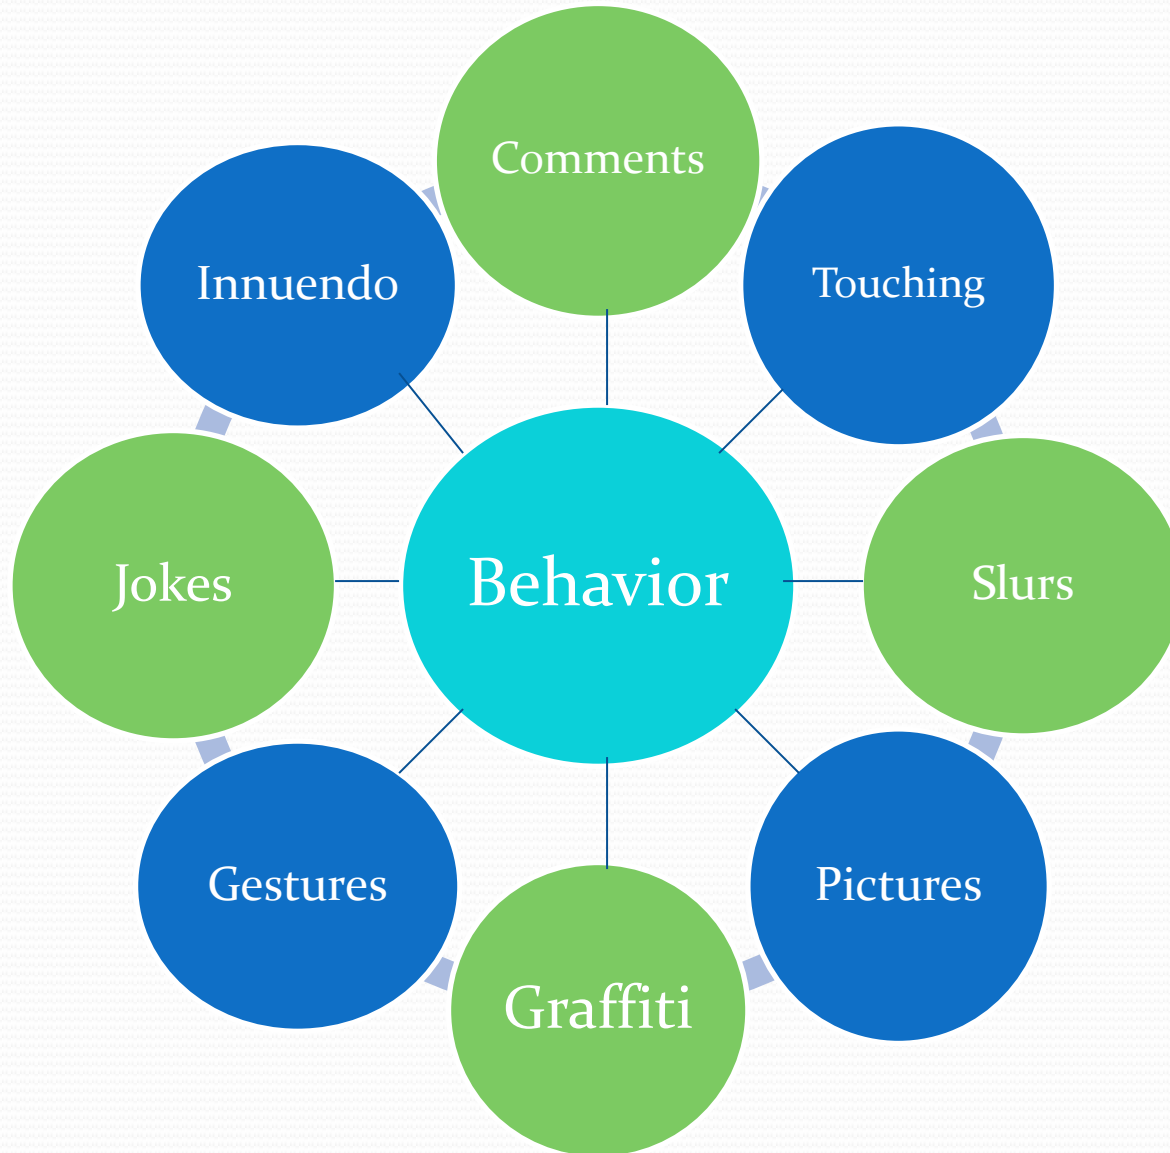 Comments
Innuendo
Touching
Jokes
Behavior
Slurs
Gestures
Pictures
Graffiti